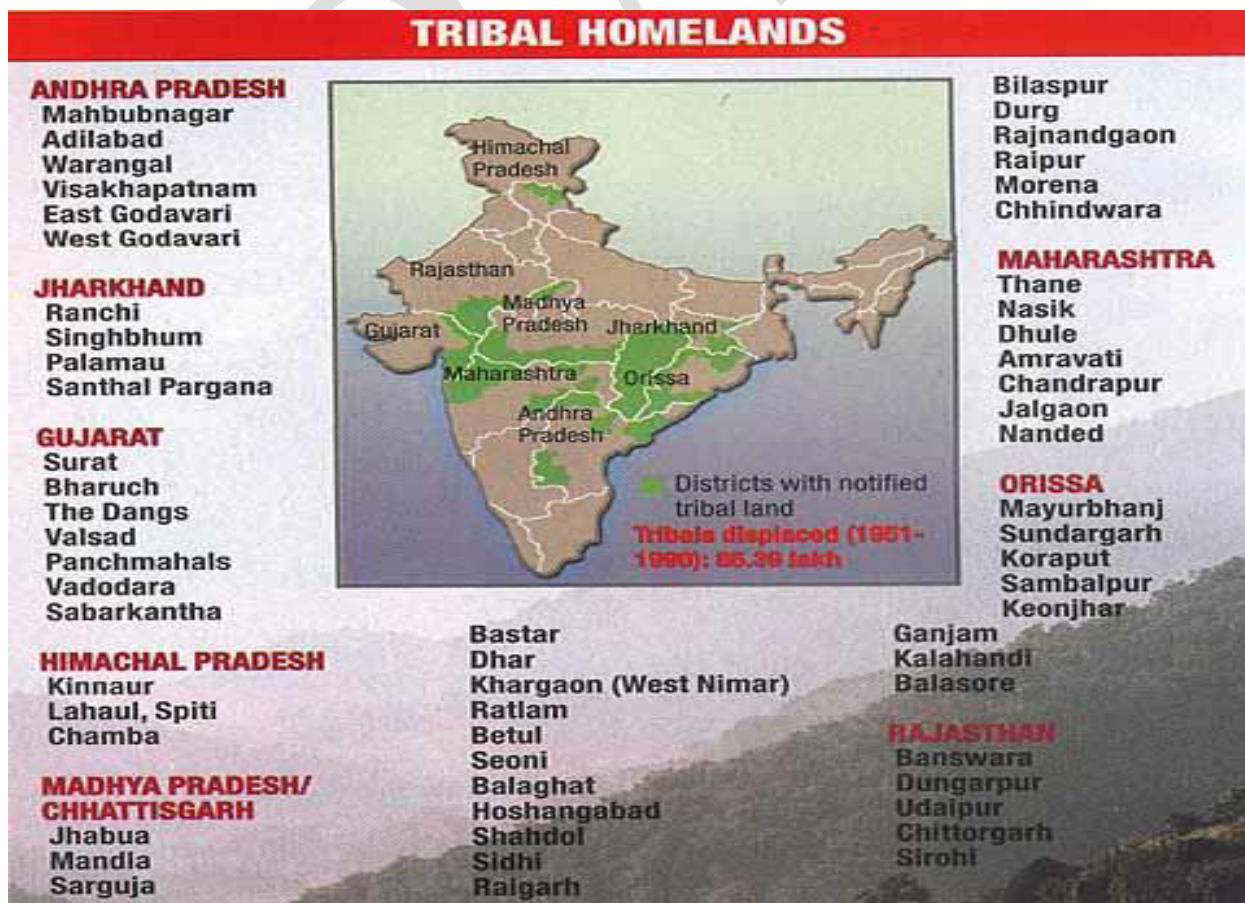 TRIBAL HOMELANDS
ANDHRA PRADESH
Mahbubnagar
Adilabad
Warangal
Visakhapatnam
East Godavari
West Godavari
JHARKHAND
Ranchi
Singhbhum
Palamau
Santhal Pargana
GUJARAT
Surat
Bharuch
The Dangs
Valsad
Panchmahals
Vadodara
Sabarkantha
HIMACHAL PRADESH
Kinnaur
Lahaul, Spiti
Chamba
MADHYA PRADESH/
CHHATTISGARH
Jhabua
Mandla
Sarguja
Bastar
Dhar
Khargaon (West Nimar)
Ratlam
Betul
Seoni
Balaghat
Hoshangabad
Shahdol
Sidhi
Raigarh
Bilaspur
Durg
Rajnandgaon
Raipur
Morena
Chhindwara
MAHARASHTRA
Thane
Nasik
Dhule
Amravati
Chandrapur
Jalgaon
Nanded
ORISSA
Mayurbhanj
Sundargarh
Koraput
Sambalpur
Keonjhar
Ganjam
Kalahandi
Balasore
RAJASTHAN
Banswara
Dungarpur
Udaipur
Chittorgarh
Sirohi
Himachal
Pradesh
Rajasthan
Madhya
Pradesh
Jharkhand
Gujarat
Maharashtra
Orissa
Andhra
Pradesh
Districts with notified
tribal land
Tribals displaced (1951-
1990): lakh